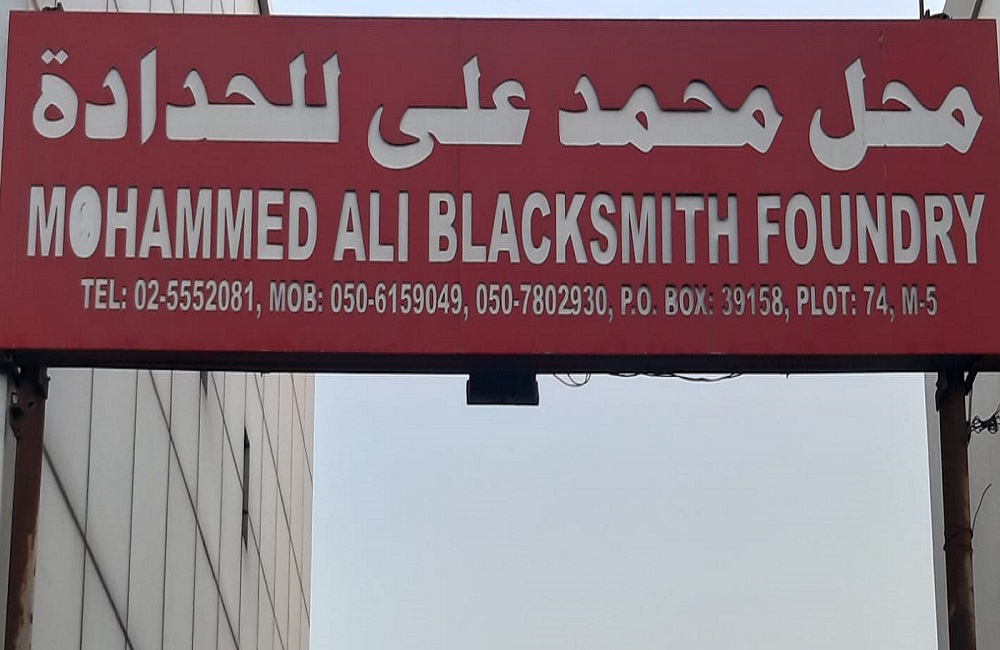 محل محمد على للحدادة
MOHAMMED ALI BLACKSMITH FOUNDRY
TEL: 02-5552081, MOB: 050-6159049, 050-7802930, P.O. BOX: 39158, PLOT: 74, M-5